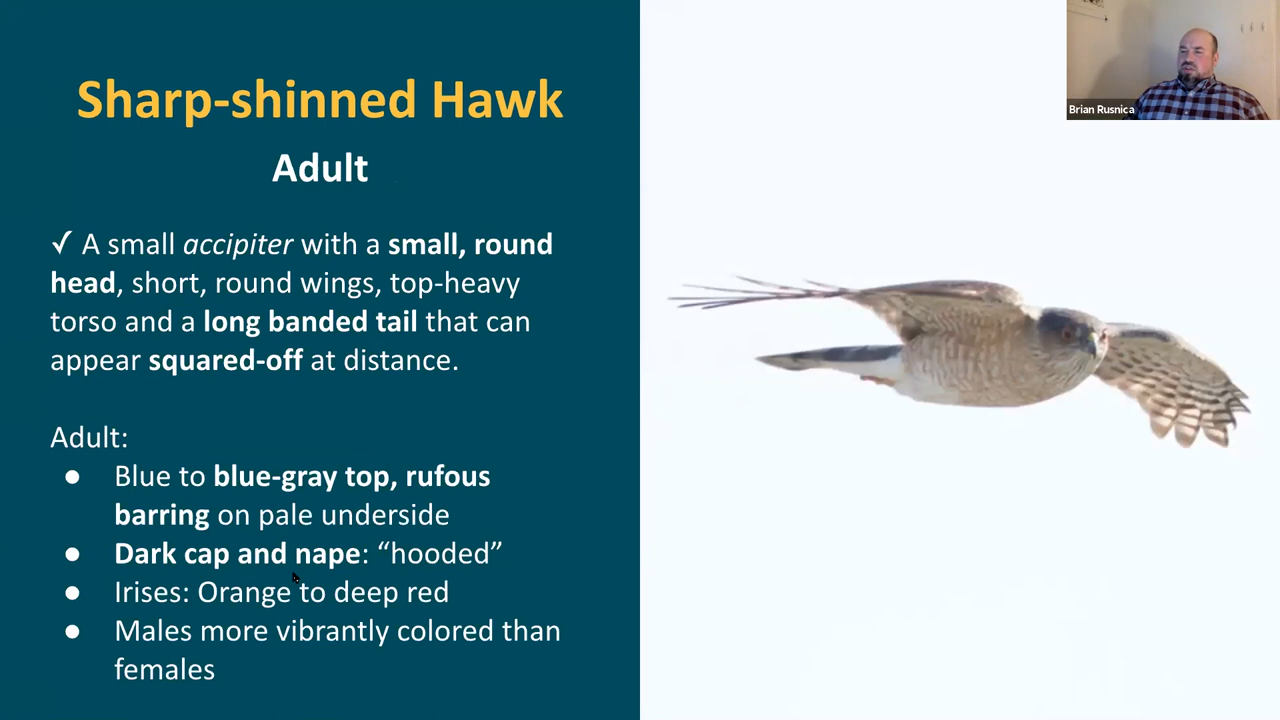 Sharp-shinned Hawk
Adult
✓ A small accipiter with a small, round
head, short, round wings, top-heavy
torso and a long banded tail that can
appear squared-off at distance.
Adult:
● Blue to blue-gray top, rufous
barring on pale underside
● Dark cap and nape: “hooded”
● Irises: Orange to deep red
● Males more vibrantly colored than
females
Brian Rusnica